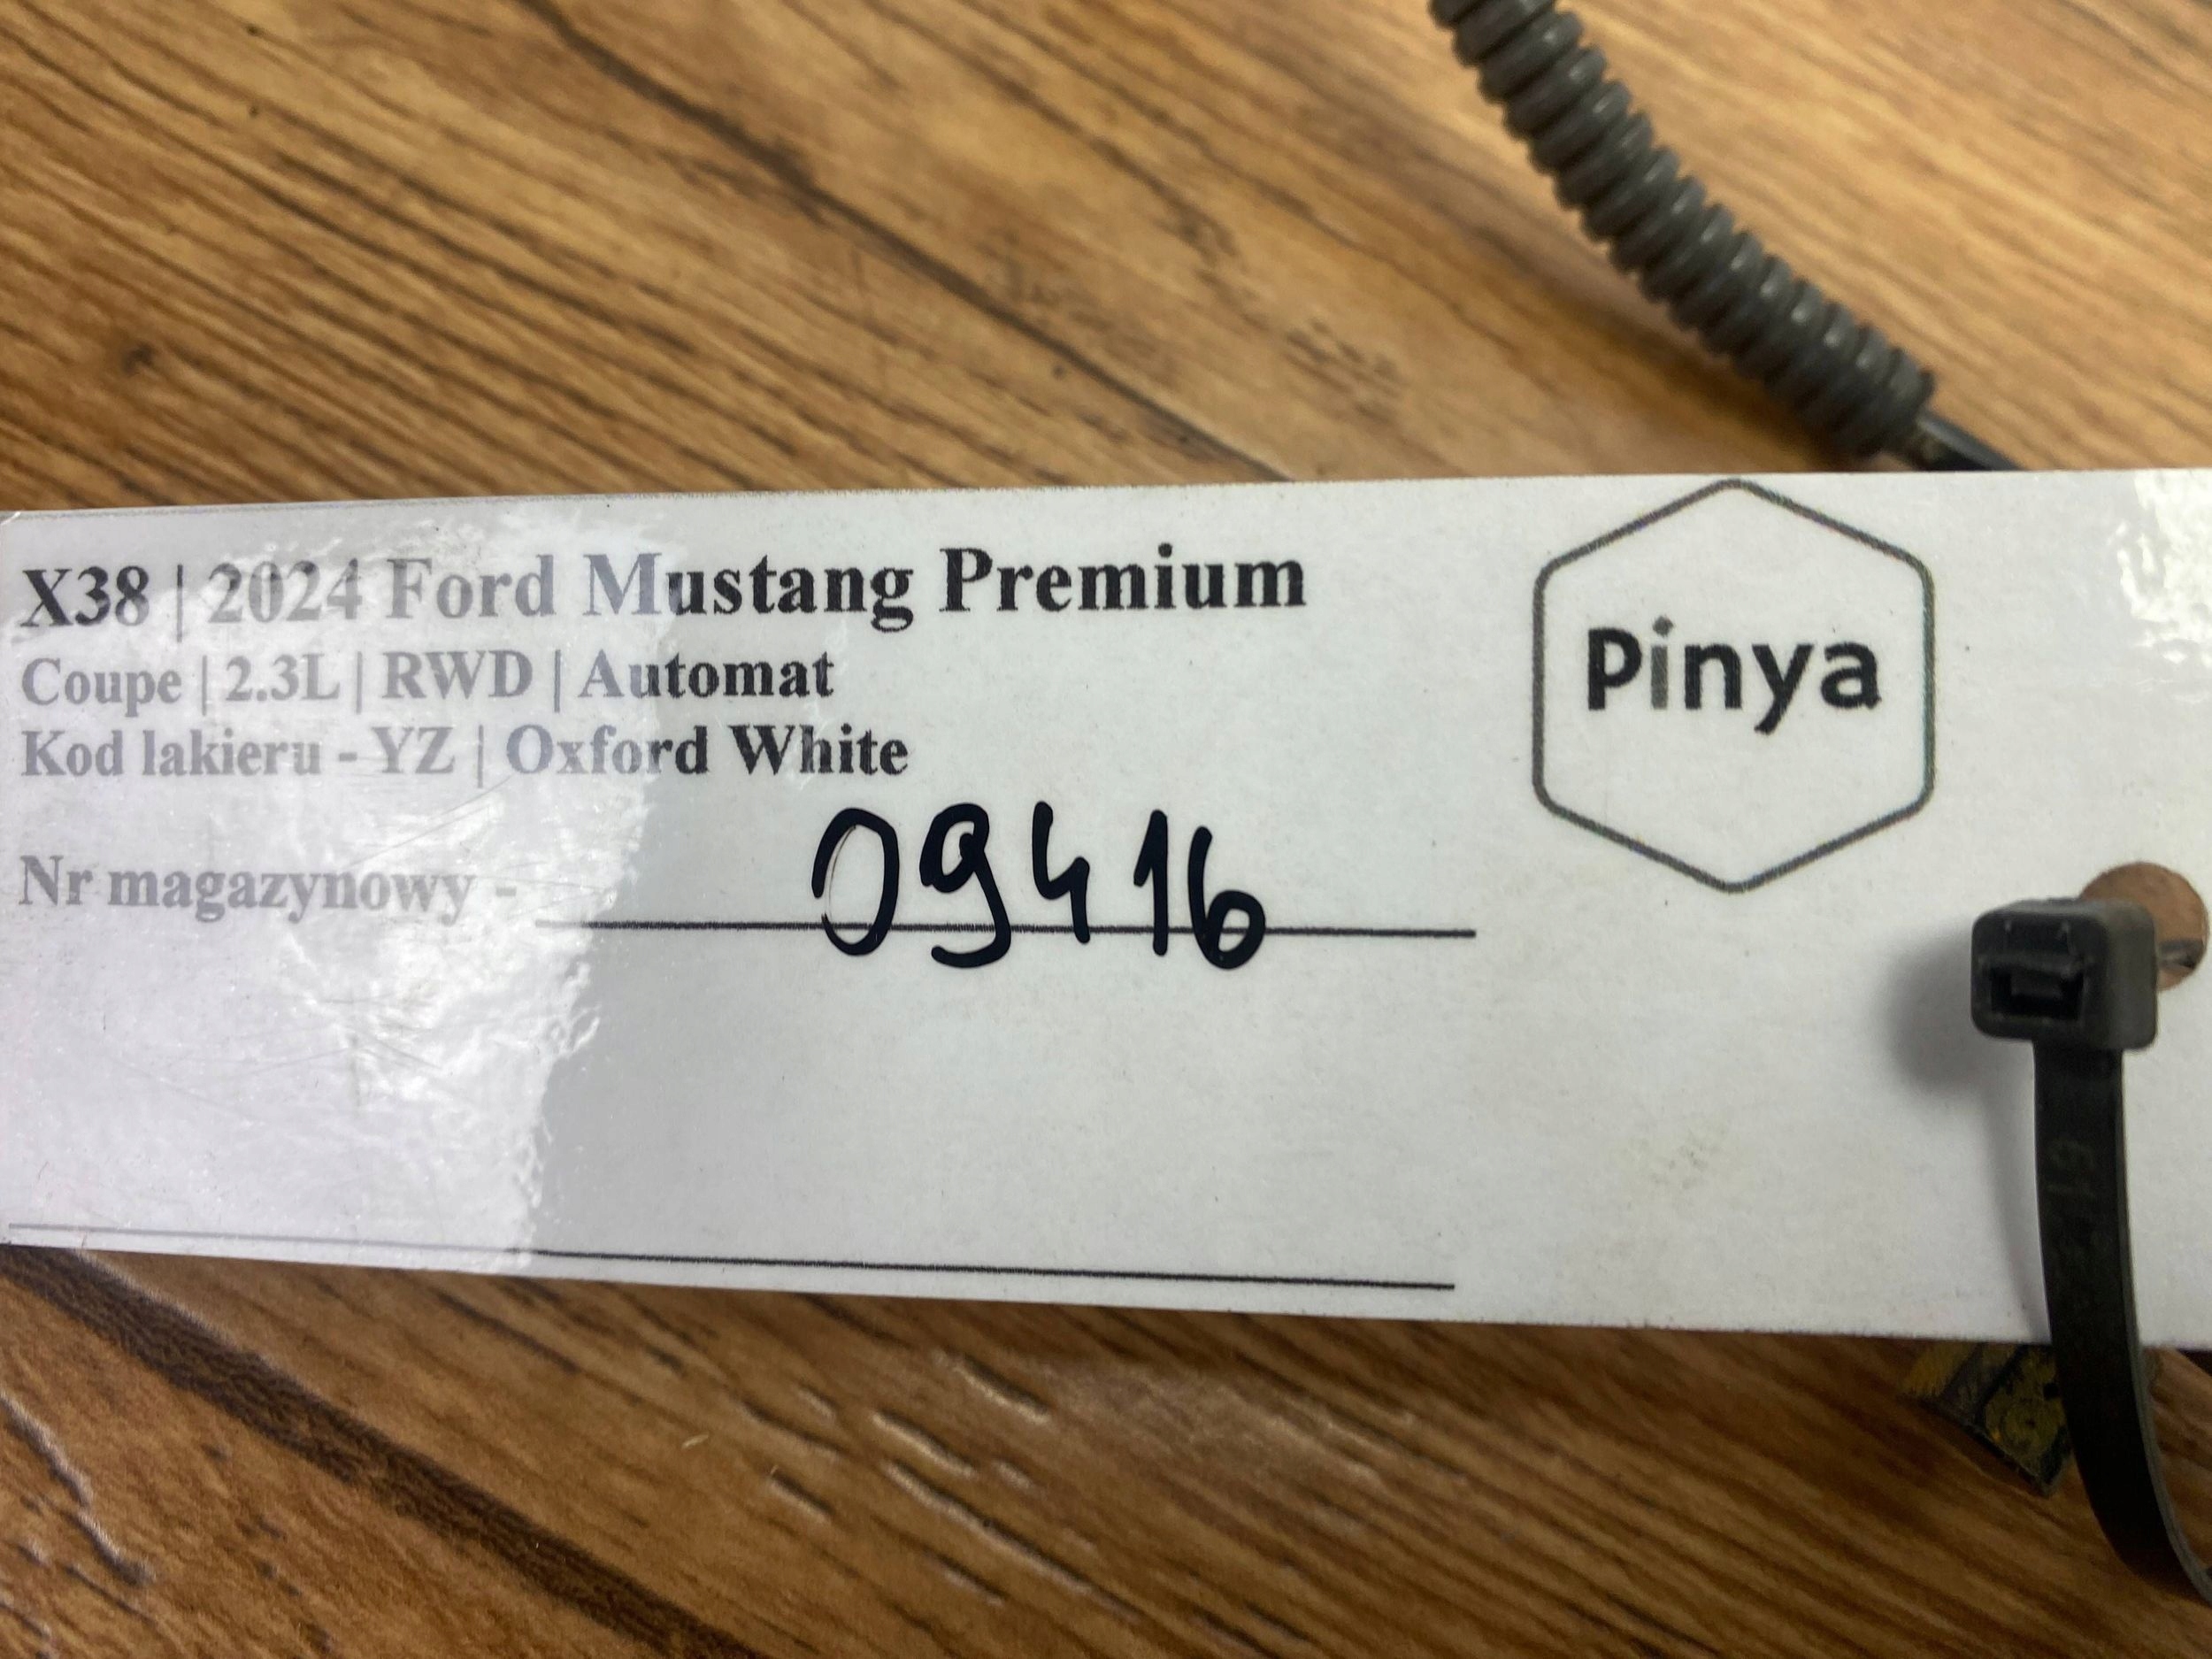 X38 | 2024 Ford Mustang Premium
Coupe | 2.3L | RWD | Automat
Kod lakieru - YZ | Oxford White
Nr magazynowy - 09416
Pinya